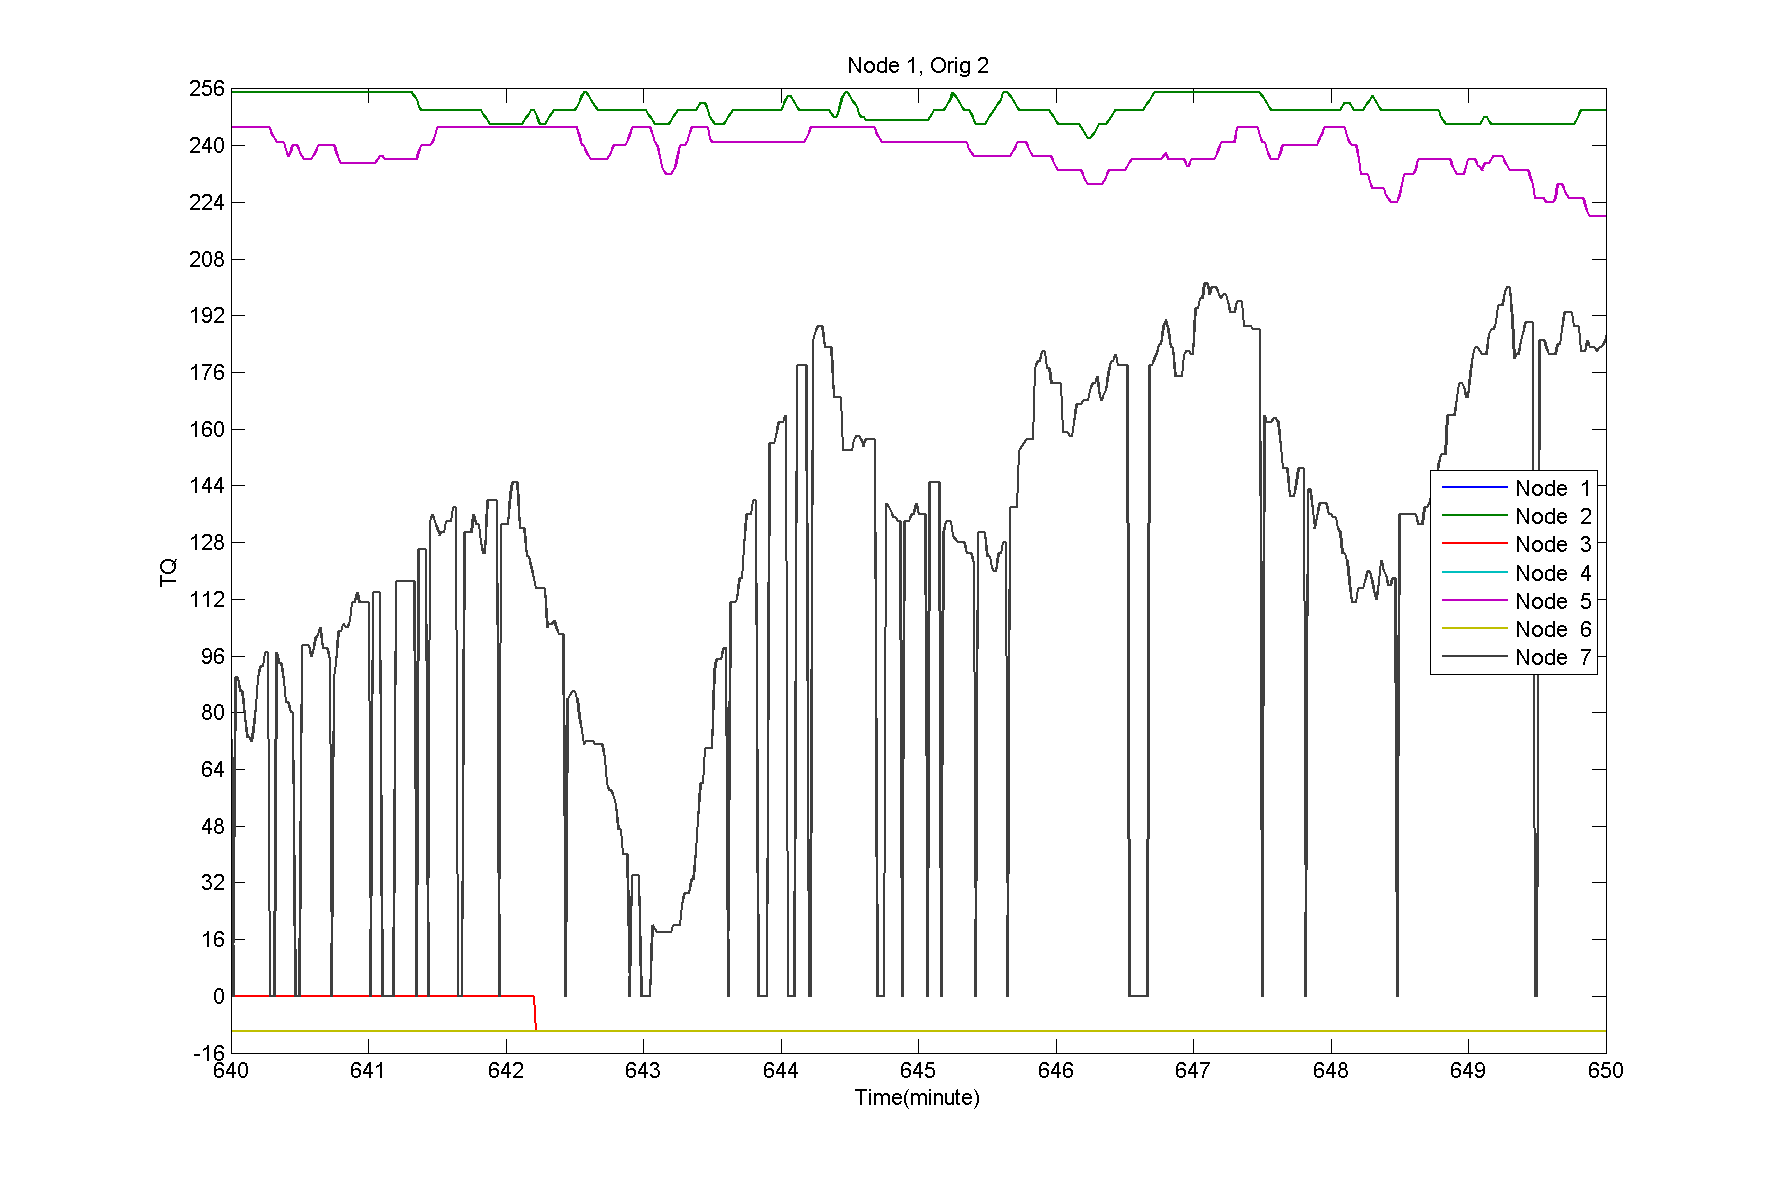 Node 1, Orig 2
256
240
224
208
192
176
160
144
128
112
96
80
64
48
32
16
0
-16
TQ
Node 1
Node 2
Node 3
Node 4
Node 5
Node 6
Node 7
640 641 642 643 644 645 646 647 648 649 650
Time(minute)